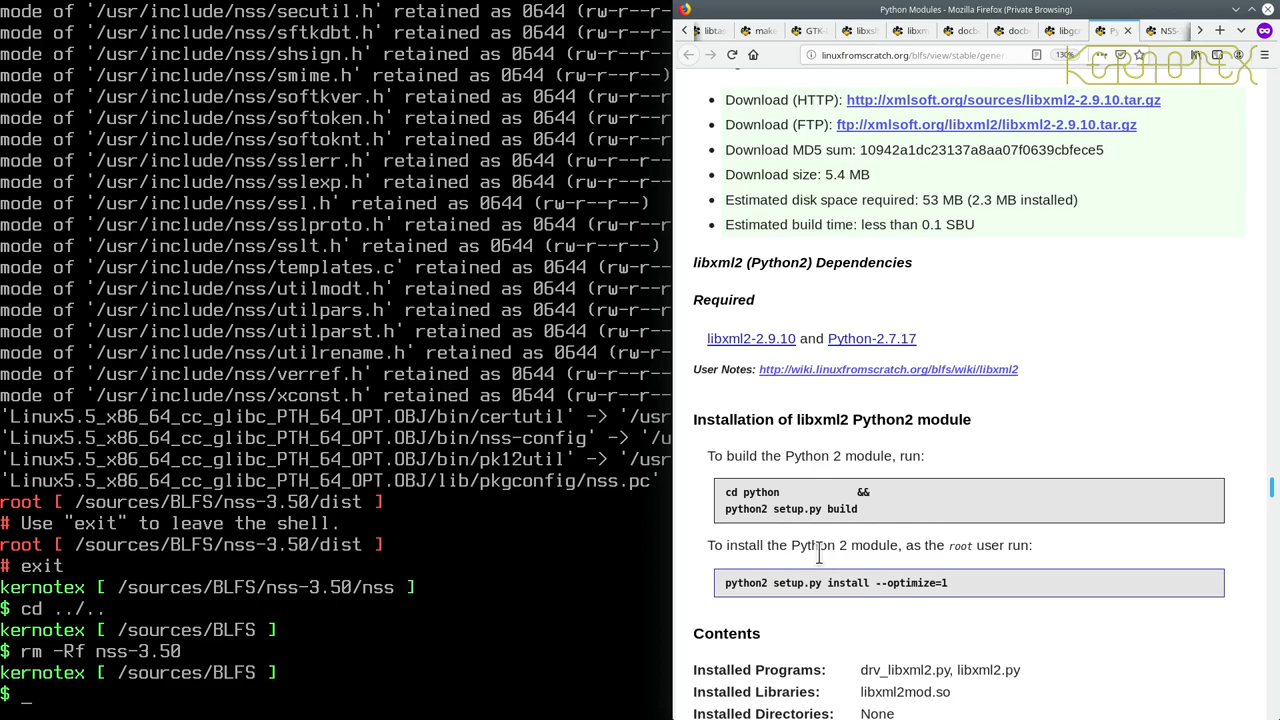 mode of '/usr/include/nss/secutil.h' retained as 0644 (rw-r--r
mode of '/usr/include/nss/sftkdbt.h' retained as 0644 (rw-r--r
mode of '/usr/include/nss/shsign.h' retained as 0644 (rw-r--r-
mode of '/usr/include/nss/smime.h' retained as 0644 (rw-r--r--
mode of '/usr/include/nss/softkver.h' retained as 0644 (rw-r--
mode of '/usr/include/nss/softoken.h' retained as 0644 (rw-r--
mode of '/usr/include/nss/softoknt.h' retained as 0644 (rw-r--
mode of '/usr/include/nss/sslerr.h' retained as 0644 (rw-r--r-
mode of '/usr/include/nss/sslexp.h' retained as 0644 (rw-r--r-
mode of '/usr/include/nss/ssl.h' retained as 0644 (rw-r--r--)
mode of '/usr/include/nss/sslproto.h' retained as 0644 (rw-r--
mode of '/usr/include/nss/sslt.h' retained as 0644 (rw-r--r--)
mode of '/usr/include/nss/templates.c' retained as 0644 (rw-r-
mode of '/usr/include/nss/utilmodt.h' retained as 0644 (rw-r--
mode of '/usr/include/nss/utilpars.h' retained as 0644 (rw-r--
mode of '/usr/include/nss/utilparst.h' retained as 0644 (rw-r-
mode of '/usr/include/nss/utilrename.h' retained as 0644 (rw-r
mode of '/usr/include/nss/verref.h' retained as 0644 (rw-r--r-
mode of '/usr/include/nss/xconst.h' retained as 0644 (rw-r--r-
'Linux5.5_x86_64_cc_glibc_PTH_64_OPT.OBJ/bin/certutil' -> '/usr
'Linux5.5_x86_64_cc_glibc_PTH_64_OPT.OBJ/bin/nss-config' -> '/u
'Linux5.5_x86_64_cc_glibc_PTH_64_OPT.OBJ/bin/pk12util' -> '/usr
'Linux5.5_x86_64_cc_glibc_PTH_64_OPT.OBJ/lib/pkgconfig/nss.pc'
root [ /sources/BLFS/nss-3.50/dist ]
# Use "exit" to leave the shell.
root [ /sources/BLFS/nss-3.50/dist ]
# exit
kernotex [ /sources/BLFS/nss-3.50/nss ]
$ cd ../..
kernotex [ /sources/BLFS ]
$ rm -Rf nss-3.50
kernotex [ /sources/BLFS ]
$ _
Python Modules - Mozilla Firefox (Private Browsing)
libtas make GTK-D libxsl libxm docbo docbo libgc Py NSS-
linuxfromscratch.org/blfs/view/stable/gener 130%
KERNOTEX
Download (HTTP): http://xmlsoft.org/sources/libxml2-2.9.10.tar.gz
Download (FTP): ftp://xmlsoft.org/libxml2/libxml2-2.9.10.tar.gz
Download MD5 sum: 10942a1dc23137a8aa07f0639cbfece5
Download size: 5.4 MB
Estimated disk space required: 53 MB (2.3 MB installed)
Estimated build time: less than 0.1 SBU
libxml2 (Python2) Dependencies
Required
libxml2-2.9.10 and Python-2.7.17
User Notes: http://wiki.linuxfromscratch.org/blfs/wiki/libxml2
Installation of libxml2 Python2 module
To build the Python 2 module, run:
cd python &&
python2 setup.py build
To install the Python 2 module, as the root user run:
python2 setup.py install --optimize=1
Contents
Installed Programs: drv_libxml2.py, libxml2.py
Installed Libraries: libxml2mod.so
Installed Directories: None